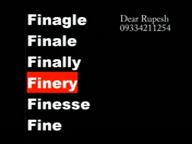 Finagle
Finale
Finally
Finery
Finesse
Fine
Dear Rupesh
09334211254